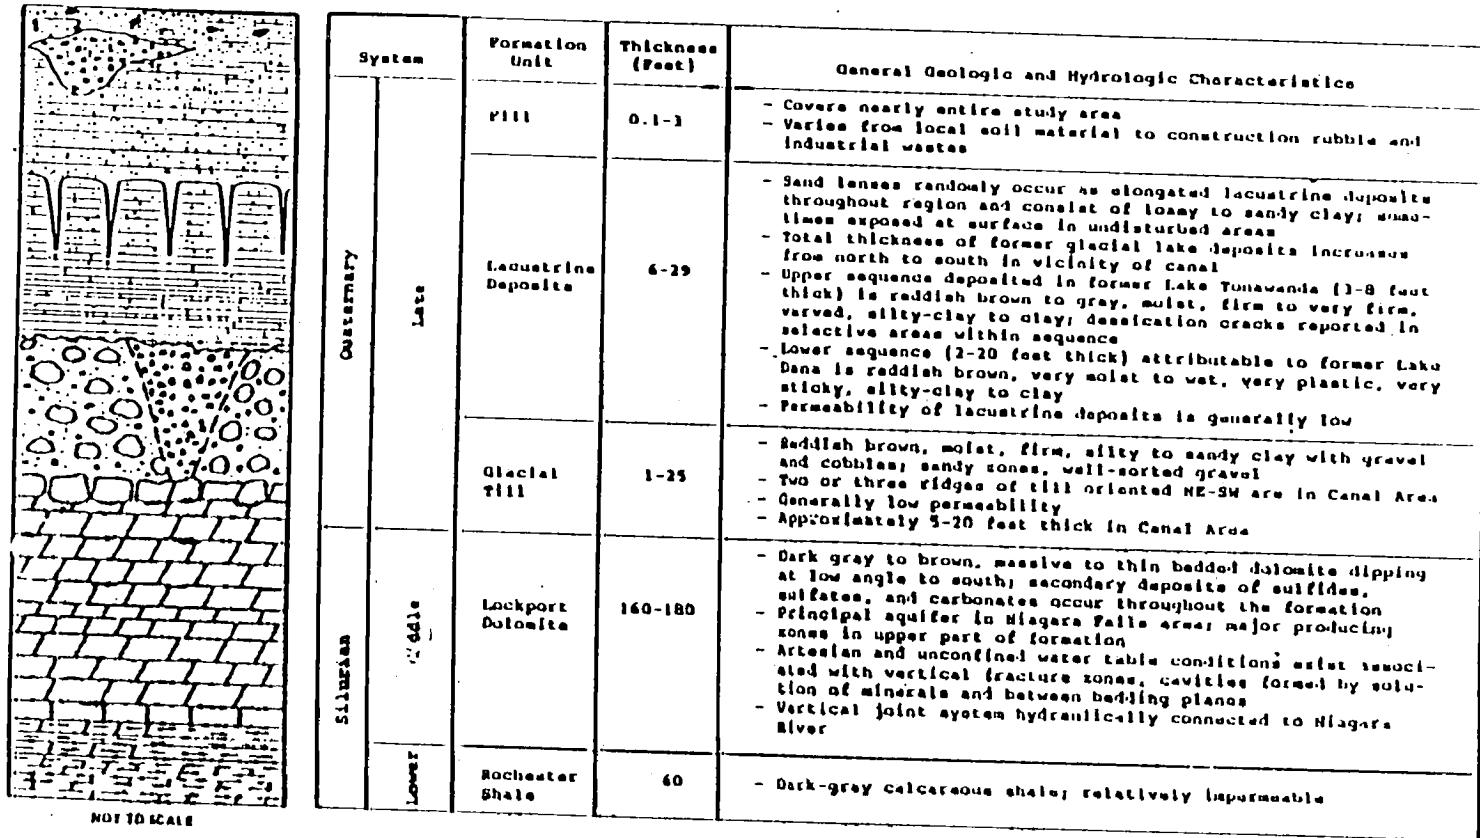 System
Formation Unit
Thickness (Feet)
General Geologic and Hydrologic Characteristics
Quaternary
Late
Fill
0.1-3
- Covers nearly entire study area
- Varies from local soil material to construction rubble and
industrial wastes
Lacustrine
Deposits
6-29
- Sand lenses randomly occur as elongated lacustrine deposits
throughout region and consist of loamy to sandy clay; some-
times exposed at surface in undisturbed areas
- Total thickness of former glacial lake deposits increases
from north to south in vicinity of canal
- Upper sequence deposited in former Lake Tonawanda (3-8 feet
thick) is reddish brown to gray, moist, firm to very firm,
varved, silty-clay to clay; dessication cracks reported in
selective areas within sequence
- Lower sequence (2-20 feet thick) attributable to former Lake
Dana is reddish brown, very moist to wet, very plastic, very
sticky, silty-clay to clay
- Permeability of lacustrine deposits is generally low
Glacial
Till
1-25
- Reddish brown, moist, firm, silty to sandy clay with gravel
and cobbles; sandy zones, well-sorted gravel
- Two or three ridges of till oriented NE-SW are in Canal Area
- Generally low permeability
- Approximately 5-20 feet thick in Canal Area
Silurian
Middle
Lockport
Dolomite
160-180
- Dark gray to brown, massive to thin bedded dolomite dipping
at low angle to south; secondary deposits of sulfides,
sulfates, and carbonates occur throughout the formation
- Principal aquifer in Niagara Falls area; major producing
zones in upper part of formation
- Artesian and unconfined water table conditions exist associ-
ated with vertical fracture zones, cavities formed by solu-
tion of minerals and between bedding planes
- Vertical joint system hydraulically connected to Niagara
River
Lower
Rochester
Shale
60
- Dark-gray calcareous shale; relatively impermeable
NOT TO SCALE